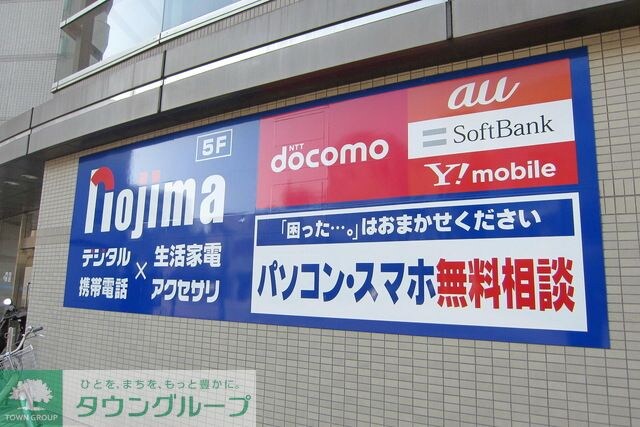 nojima
5F
デジタル
携帯電話
×
生活家電
アクセサリ
NTT
docomo
au
SoftBank
Y! mobile
「困った…。」はおまかせください
パソコン・スマホ無料相談
TOWN GROUP
ひとを、まちを、もっと豊かに。
タウングループ